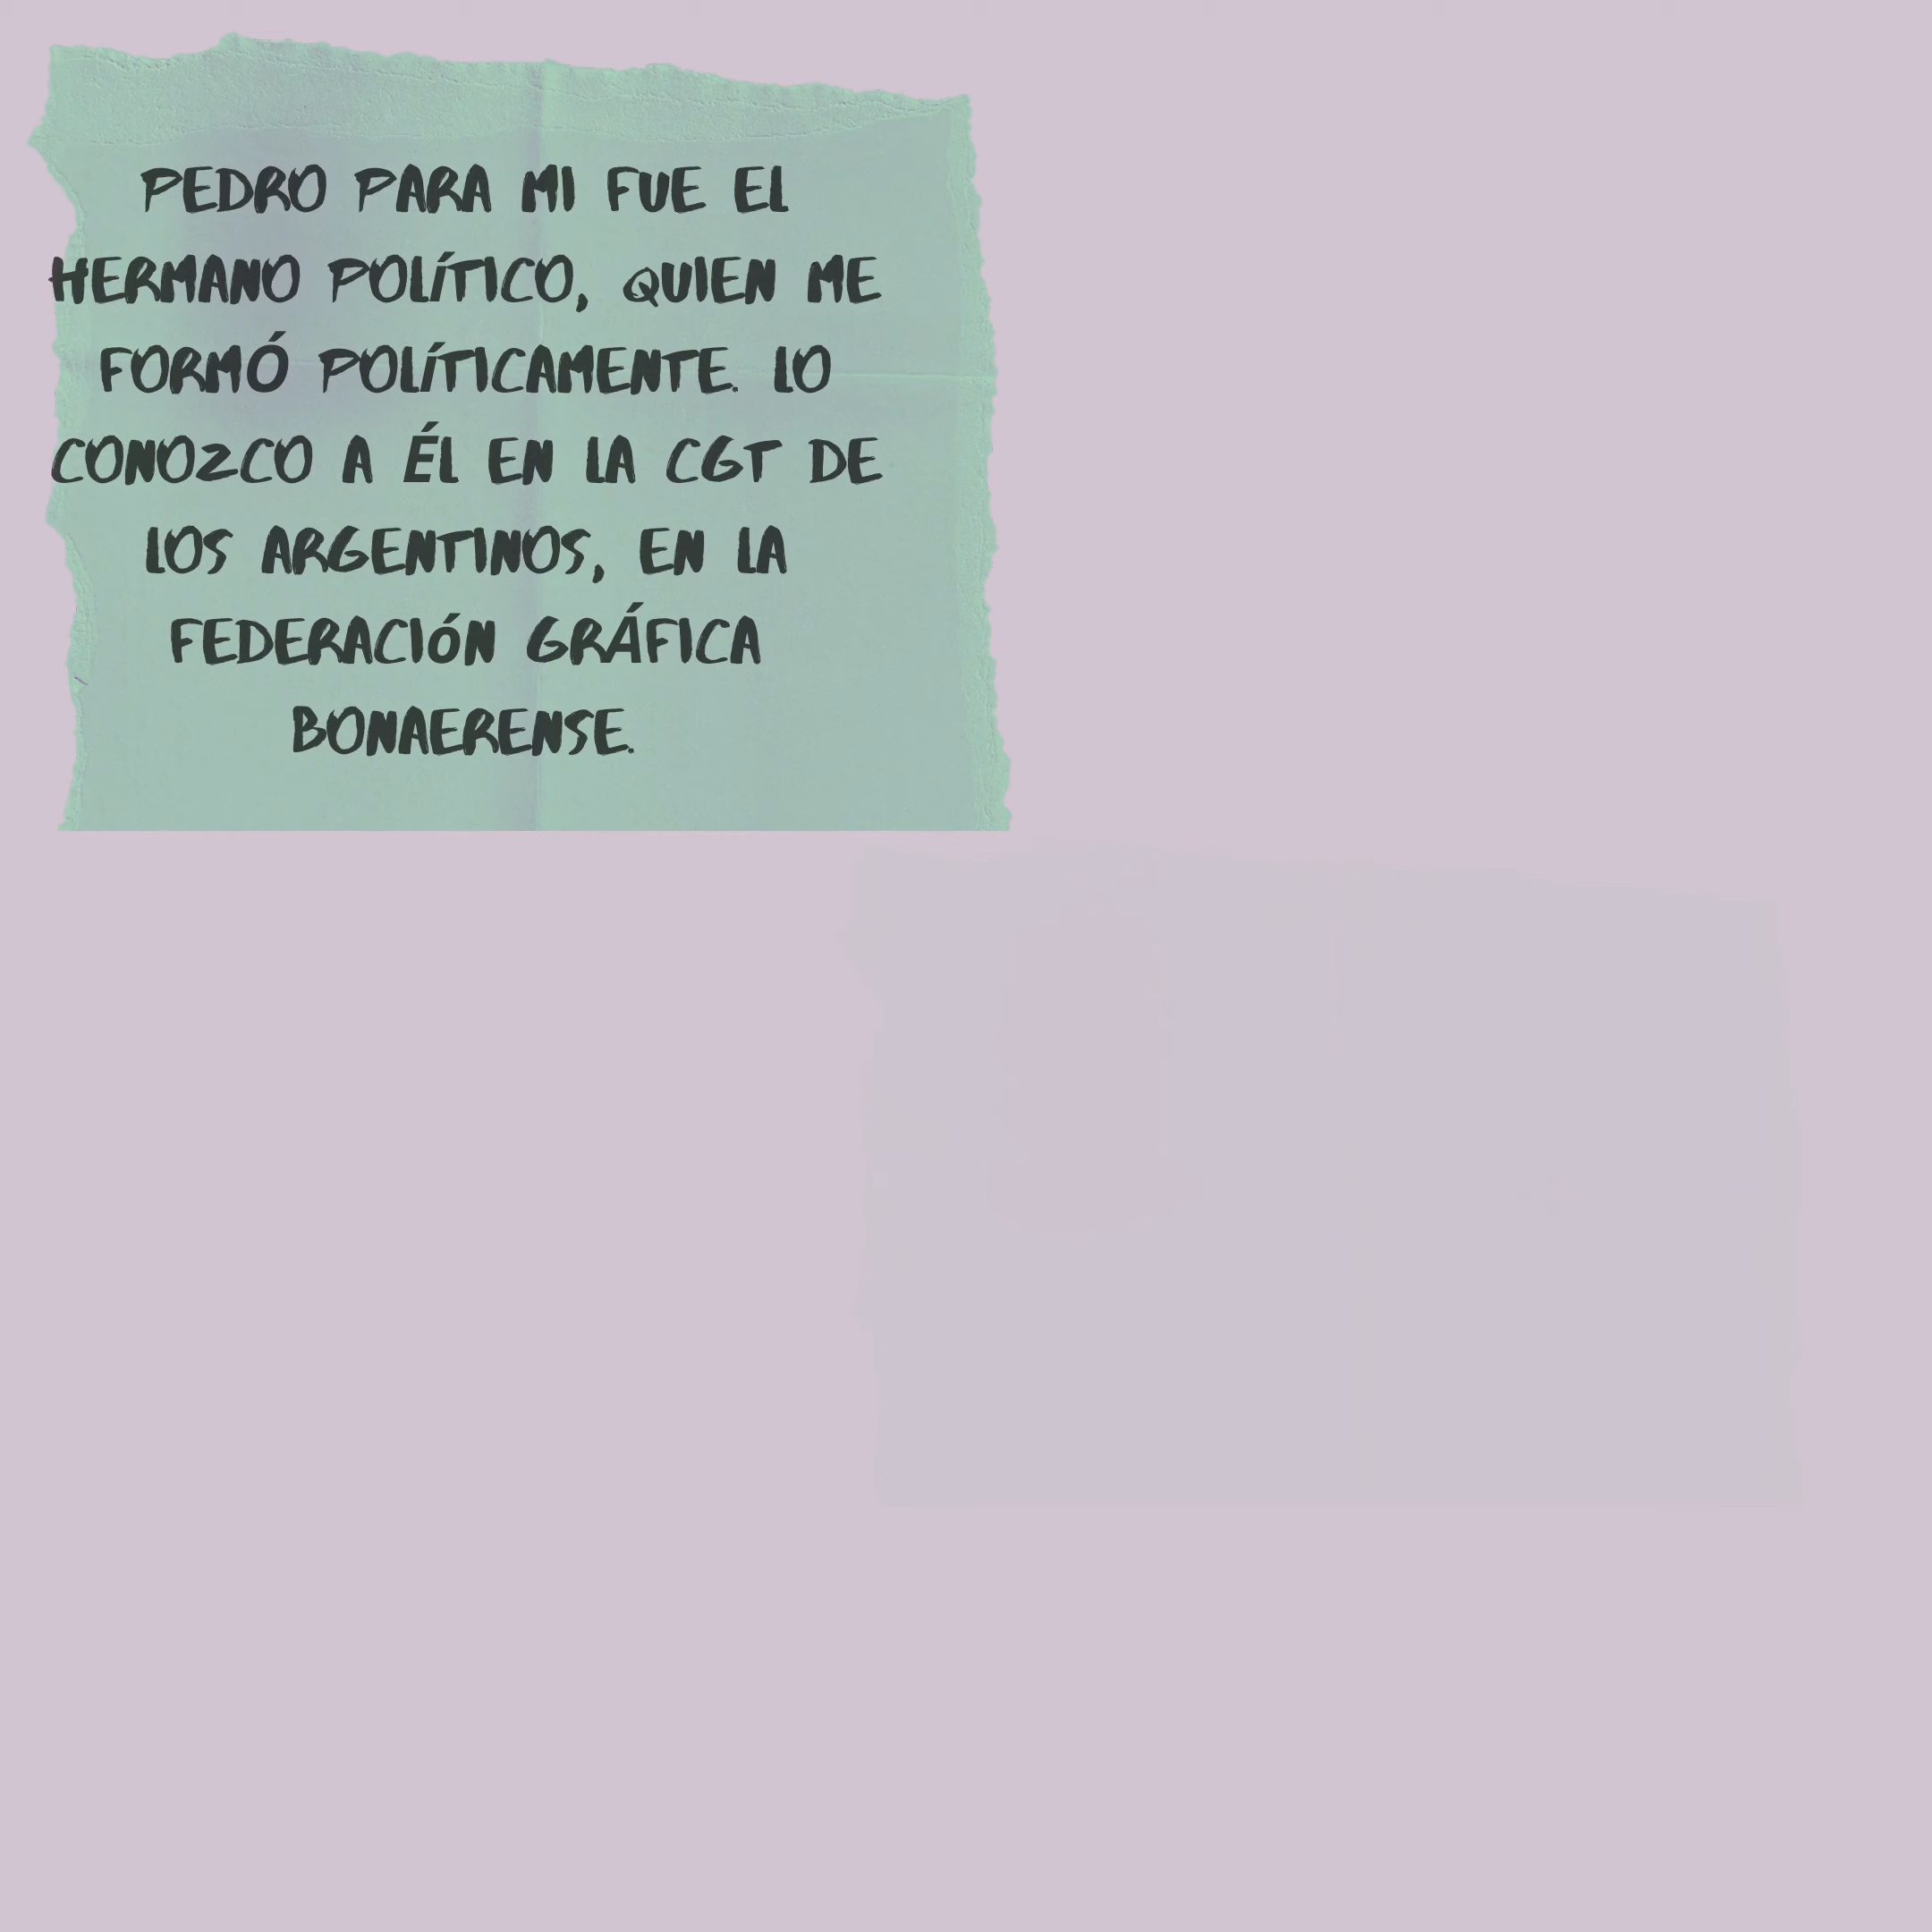 PEDRO PARA MI FUE EL
HERMANO POLÍTICO, QUIEN ME
FORMÓ POLÍTICAMENTE. LO
CONOZCO A ÉL EN LA CGT DE
LOS ARGENTINOS, EN LA
FEDERACIÓN GRÁFICA
BONAERENSE.